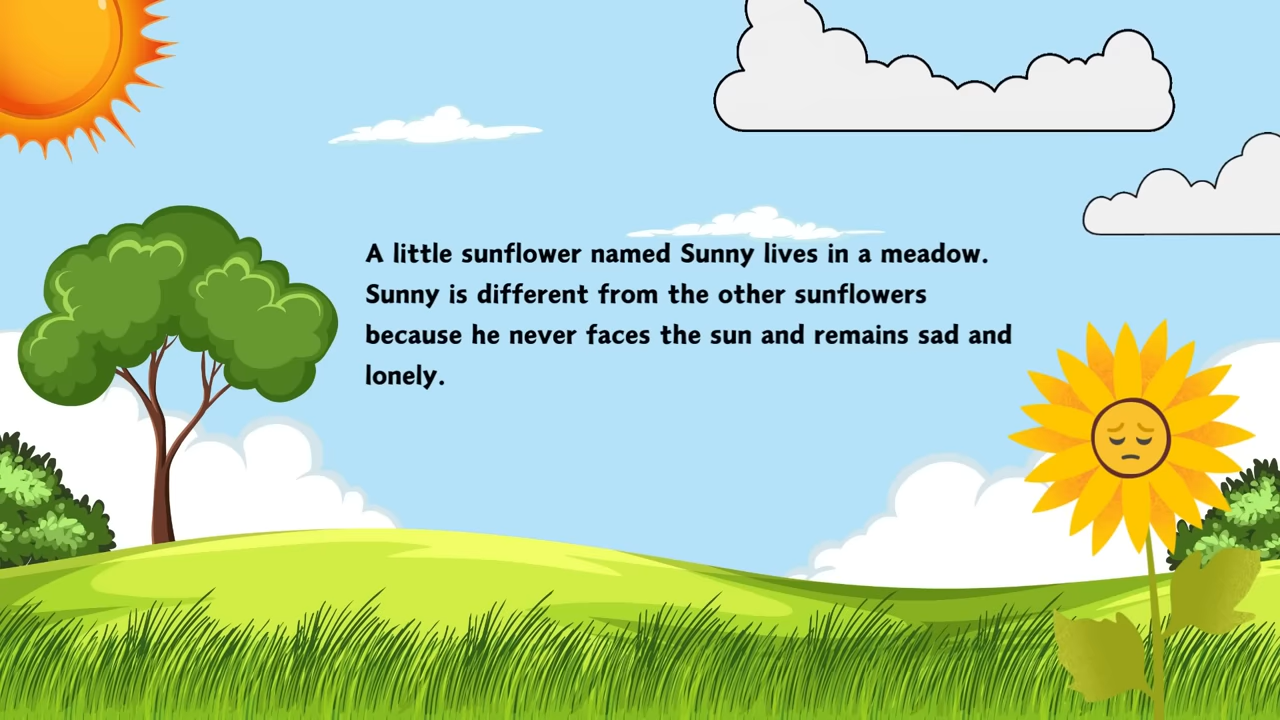 A little sunflower named Sunny lives in a meadow.
Sunny is different from the other sunflowers
because he never faces the sun and remains sad and
lonely.